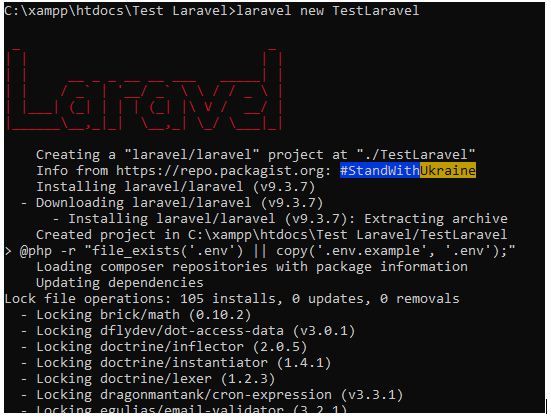 C:\xampp\htdocs\Test Laravel>laravel new TestLaravel
Laravel
Creating a "laravel/laravel" project at "./TestLaravel"
Info from https://repo.packagist.org: #StandWithUkraine
Installing laravel/laravel (v9.3.7)
- Downloading laravel/laravel (v9.3.7)
- Installing laravel/laravel (v9.3.7): Extracting archive
Created project in C:\xampp\htdocs\Test Laravel/TestLaravel
> @php -r "file_exists('.env') || copy('.env.example', '.env');"
Loading composer repositories with package information
Updating dependencies
Lock file operations: 105 installs, 0 updates, 0 removals
- Locking brick/math (0.10.2)
- Locking dflydev/dot-access-data (v3.0.1)
- Locking doctrine/inflector (2.0.5)
- Locking doctrine/instantiator (1.4.1)
- Locking doctrine/lexer (1.2.3)
- Locking dragonmantank/cron-expression (v3.3.1)
- Locking egulias/email-validator (3.2.1)